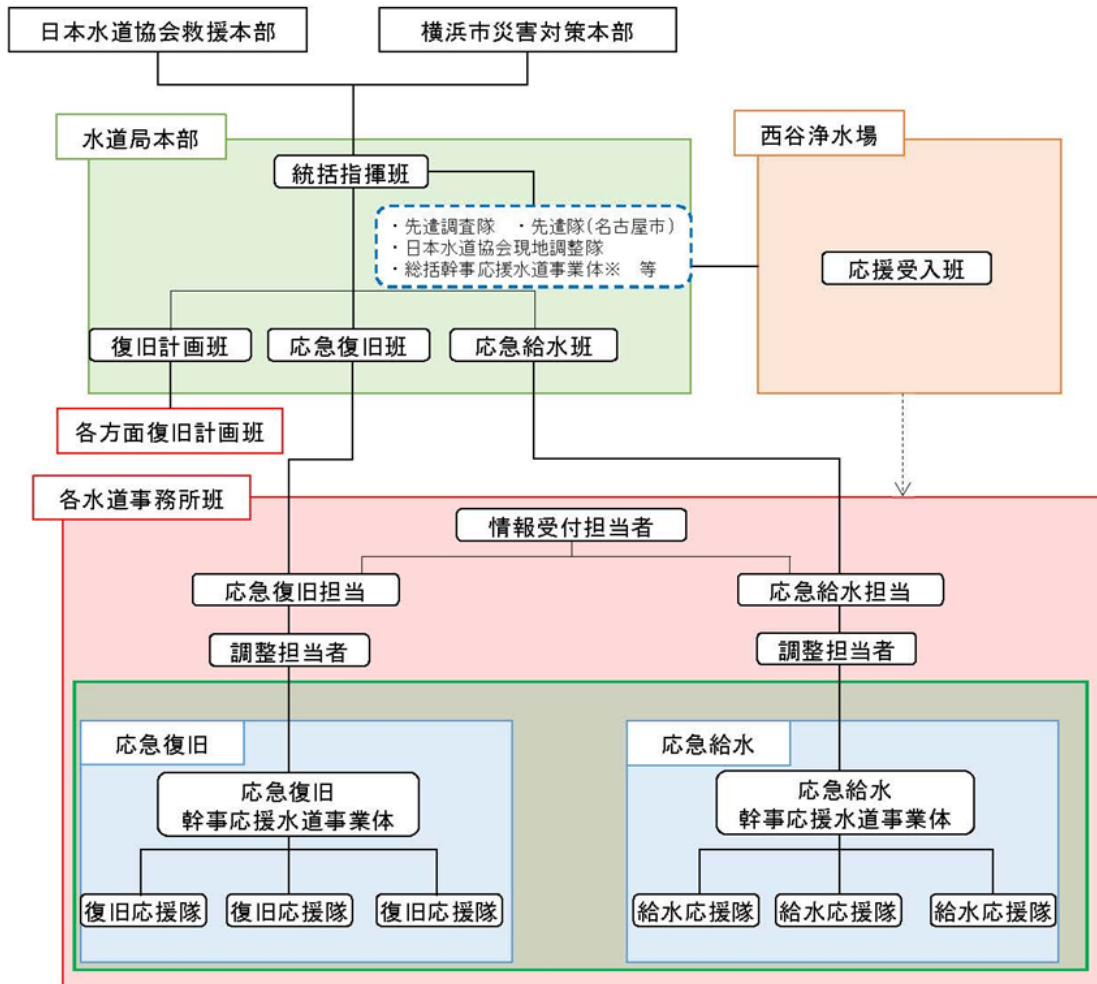 日本水道協会救援本部
横浜市災害対策本部
水道局本部
西谷浄水場
統括指揮班
・先遣調査隊　・先遣隊(名古屋市)
・日本水道協会現地調整隊
・総括幹事応援水道事業体※　等
応援受入班
復旧計画班
応急復旧班
応急給水班
各方面復旧計画班
各水道事務所班
情報受付担当者
応急復旧担当
応急給水担当
調整担当者
調整担当者
応急復旧
応急給水
応急復旧
幹事応援水道事業体
応急給水
幹事応援水道事業体
復旧応援隊
復旧応援隊
復旧応援隊
給水応援隊
給水応援隊
給水応援隊